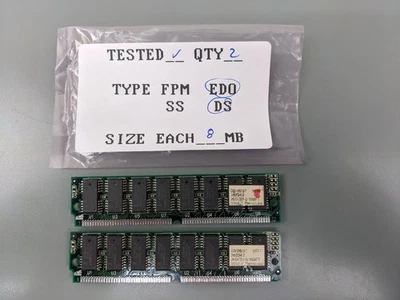 TESTED ✓ QTY 2
TYPE FPM EDO
SS DS
SIZE EACH 8 MB